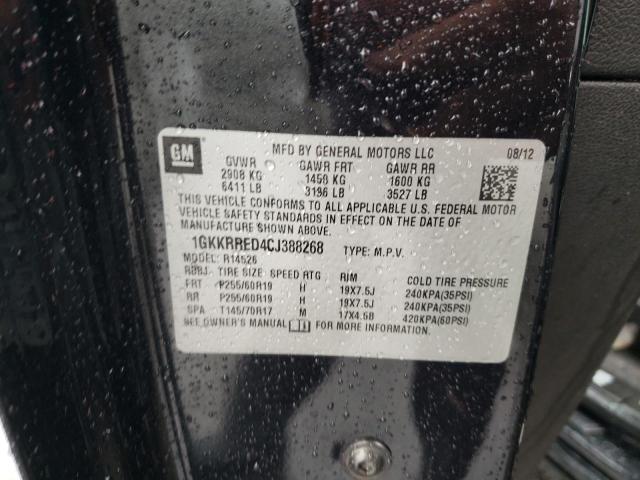 GM
MFD BY GENERAL MOTORS LLC 08/12
GVWR GAWR FRT GAWR RR
2908 KG 1450 KG 1600 KG
6411 LB 3196 LB 3527 LB
THIS VEHICLE CONFORMS TO ALL APPLICABLE U.S. FEDERAL MOTOR
VEHICLE SAFETY STANDARDS IN EFFECT ON THE DATE OF
MANUFACTURE SHOWN ABOVE.
1GKKRRED4CJ388268 TYPE: M.P.V.
MODEL: R14526
RBBJ TIRE SIZE: SPEED RTG RIM COLD TIRE PRESSURE
FRT P255/60R19 H 19X7.5J 240KPA(35PSI)
RR P255/60R19 H 19X7.5J 240KPA(35PSI)
SPA T145/70R17 M 17X4.5B 420KPA(60PSI)
SEE OWNER'S MANUAL FOR MORE INFORMATION.